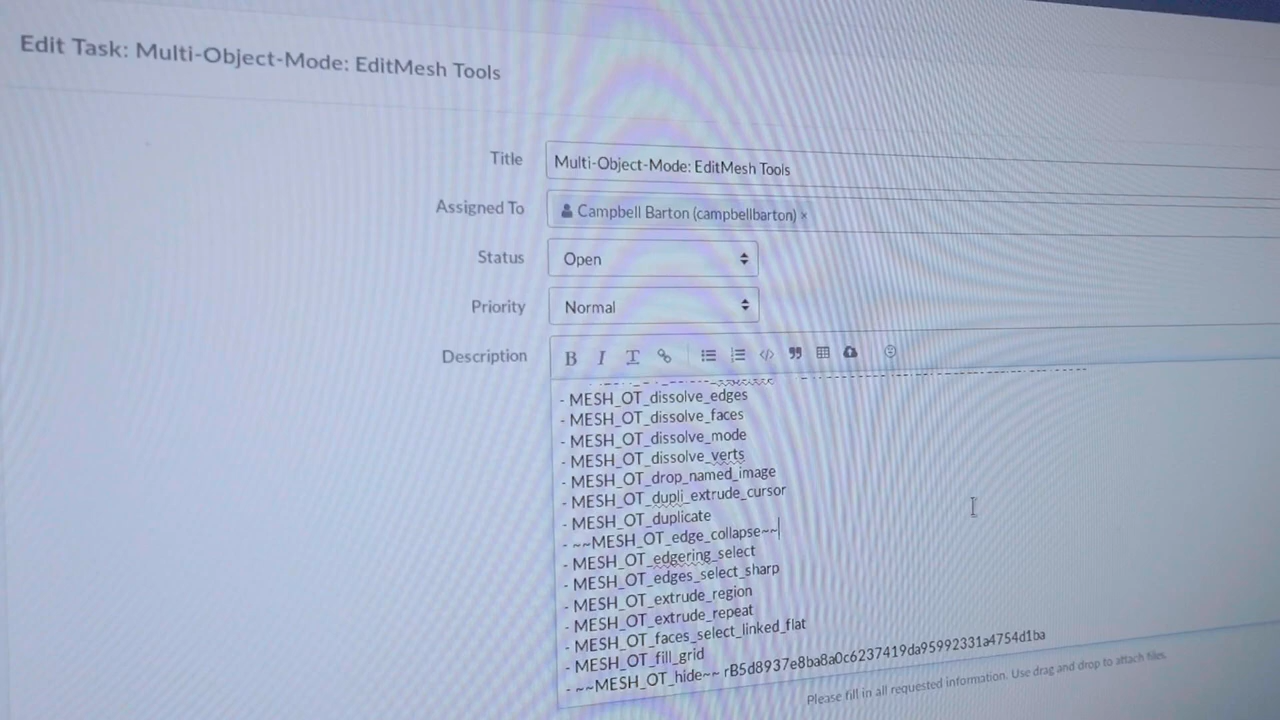 Edit Task: Multi-Object-Mode: EditMesh Tools
Title
Multi-Object-Mode: EditMesh Tools
Assigned To
Campbell Barton (campbellbarton) ×
Status
Open
Priority
Normal
Description
B I T
- MESH_OT_dissolve_edges
- MESH_OT_dissolve_faces
- MESH_OT_dissolve_mode
- MESH_OT_dissolve_verts
- MESH_OT_drop_named_image
- MESH_OT_dupli_extrude_cursor
- MESH_OT_duplicate
- ~~MESH_OT_edge_collapse~~
- MESH_OT_edgering_select
- MESH_OT_edges_select_sharp
- MESH_OT_extrude_region
- MESH_OT_extrude_repeat
- MESH_OT_faces_select_linked_flat
- MESH_OT_fill_grid
- ~~MESH_OT_hide~~ rB5d8937e8ba8a0c6237419da95992331a4754d1ba
Please fill in all requested information. Use drag and drop to attach files.